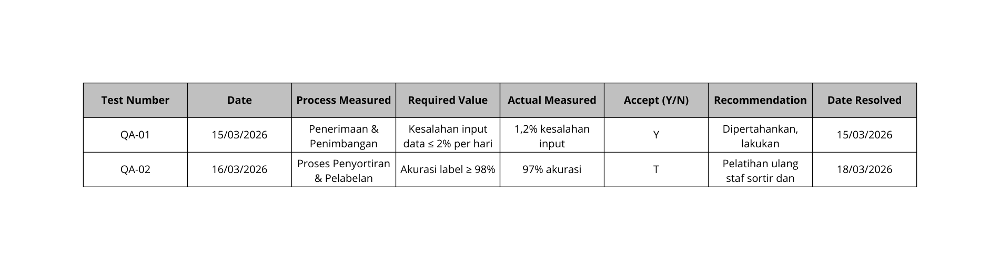 Test Number Date Process Measured Required Value Actual Measured Accept (Y/N) Recommendation Date Resolved
QA-01 15/03/2026 Penerimaan & Penimbangan Kesalahan input data ≤ 2% per hari 1,2% kesalahan input Y Dipertahankan, lakukan 15/03/2026
QA-02 16/03/2026 Proses Penyortiran & Pelabelan Akurasi label ≥ 98% 97% akurasi T Pelatihan ulang staf sortir dan 18/03/2026